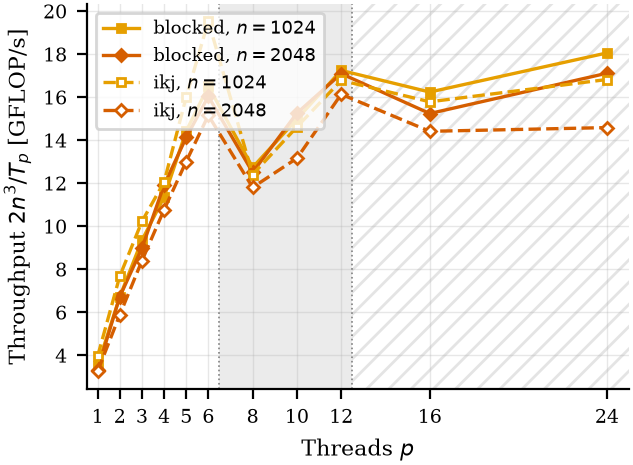 Throughput 2n³/Tₚ [GFLOP/s]
20
18
16
14
12
10
8
6
4
blocked, n = 1024
blocked, n = 2048
ikj, n = 1024
ikj, n = 2048
1 2 3 4 5 6 8 10 12 16 24
Threads p